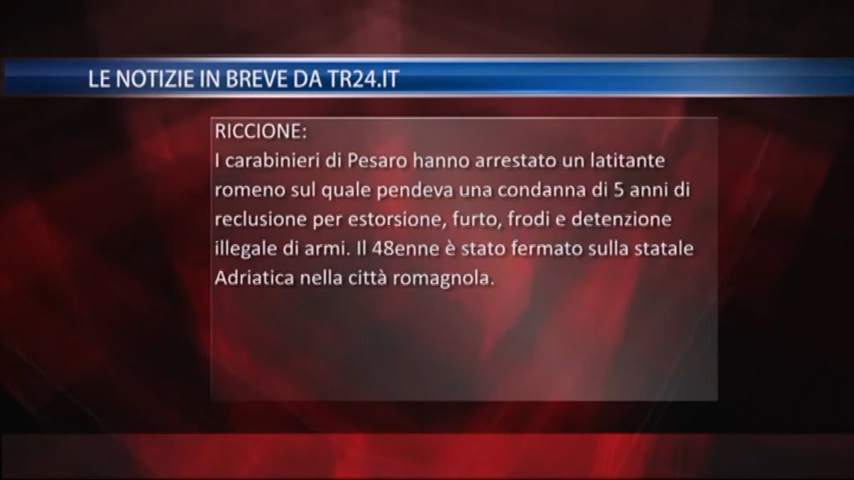 LE NOTIZIE IN BREVE DA TR24.IT
RICCIONE:
I carabinieri di Pesaro hanno arrestato un latitante
romeno sul quale pendeva una condanna di 5 anni di
reclusione per estorsione, furto, frodi e detenzione
illegale di armi. Il 48enne è stato fermato sulla statale
Adriatica nella città romagnola.